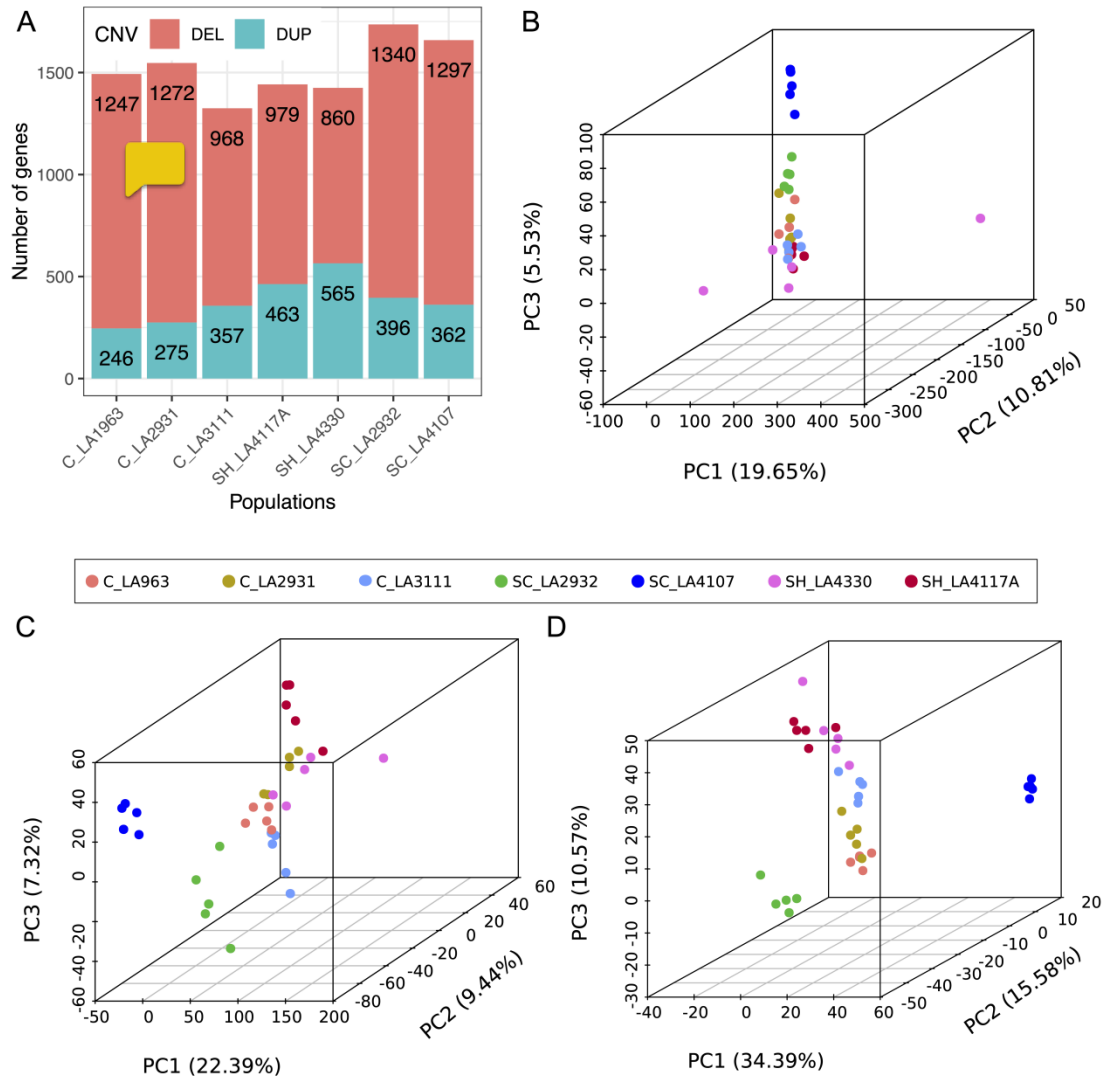 A
CNV DEL DUP
Number of genes
1500
1000
500
0
1247
1272
968
979
860
1340
1297
246
275
357
463
565
396
362
C_LA1963
C_LA2931
C_LA3111
SH_LA4117A
SH_LA4330
SC_LA2932
SC_LA4107
Populations
B
PC3 (5.53%)
100
80
60
40
20
0
-20
-40
-60
-100 0 100 200 300 400 500
PC1 (19.65%)
-300
-250
-200
-150
-100
-50
0
50
PC2 (10.81%)
C_LA963 C_LA2931 C_LA3111 SC_LA2932 SC_LA4107 SH_LA4330 SH_LA4117A
C
PC3 (7.32%)
60
40
20
0
-20
-40
-60
-50 0 50 100 150 200
PC1 (22.39%)
-80
-60
-40
-20
0
20
40
60
PC2 (9.44%)
D
PC3 (10.57%)
50
40
30
20
10
0
-10
-20
-30
-40 -20 0 20 40 60
PC1 (34.39%)
-50
-40
-30
-20
-10
0
10
20
PC2 (15.58%)